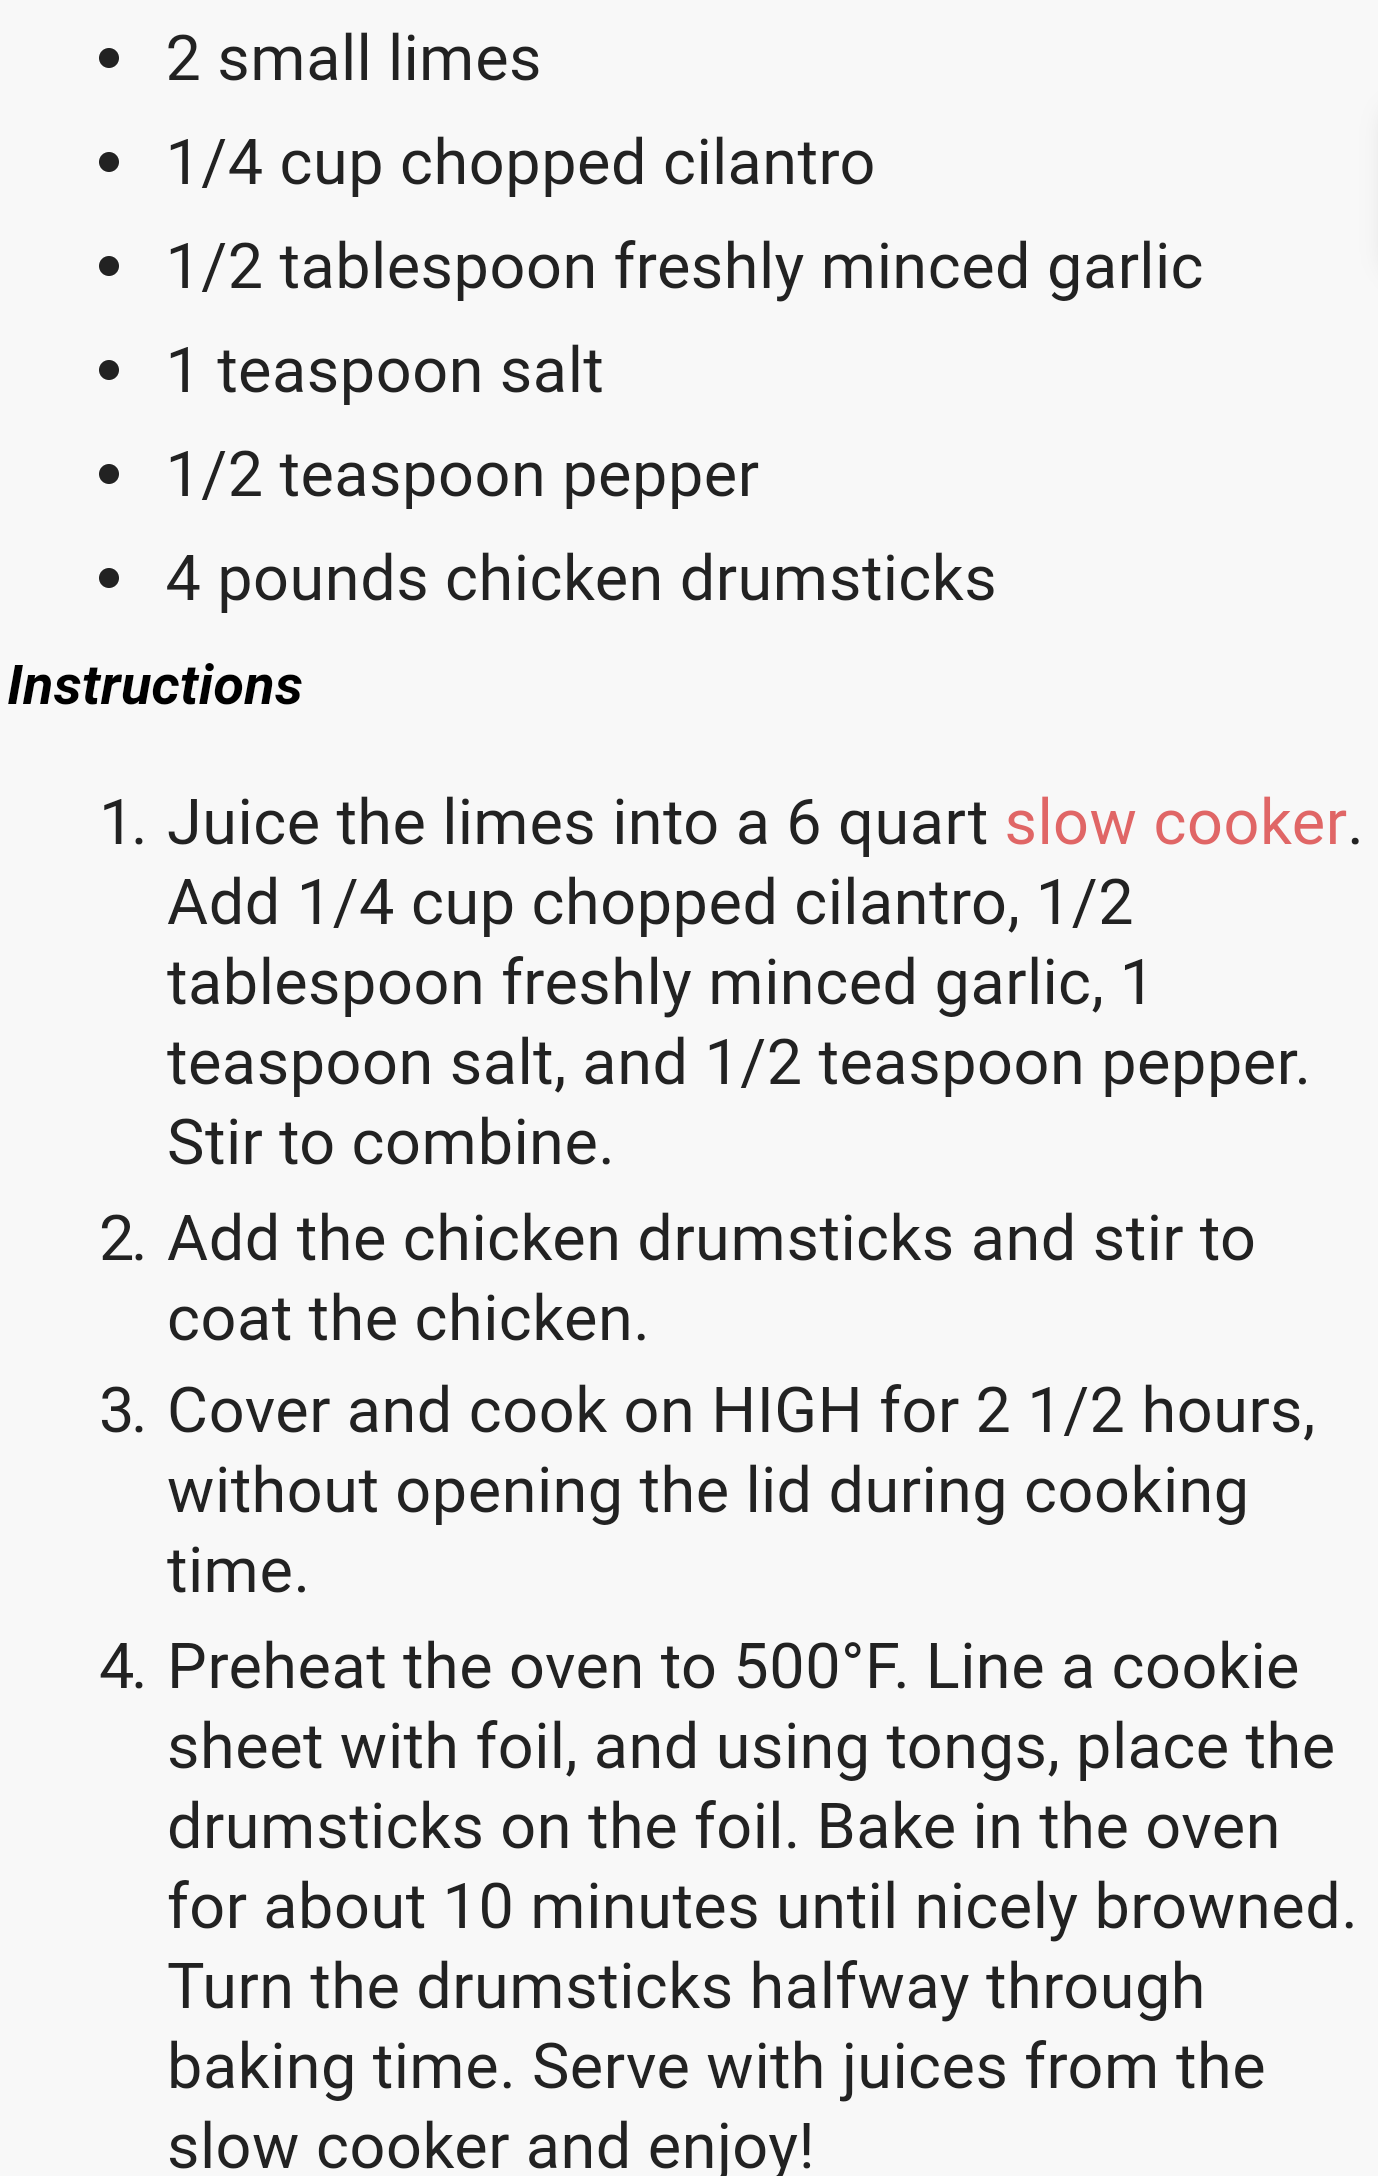 • 2 small limes
• 1/4 cup chopped cilantro
• 1/2 tablespoon freshly minced garlic
• 1 teaspoon salt
• 1/2 teaspoon pepper
• 4 pounds chicken drumsticks
Instructions
1. Juice the limes into a 6 quart slow cooker.
Add 1/4 cup chopped cilantro, 1/2
tablespoon freshly minced garlic, 1
teaspoon salt, and 1/2 teaspoon pepper.
Stir to combine.
2. Add the chicken drumsticks and stir to
coat the chicken.
3. Cover and cook on HIGH for 2 1/2 hours,
without opening the lid during cooking
time.
4. Preheat the oven to 500°F. Line a cookie
sheet with foil, and using tongs, place the
drumsticks on the foil. Bake in the oven
for about 10 minutes until nicely browned.
Turn the drumsticks halfway through
baking time. Serve with juices from the
slow cooker and enjoy!